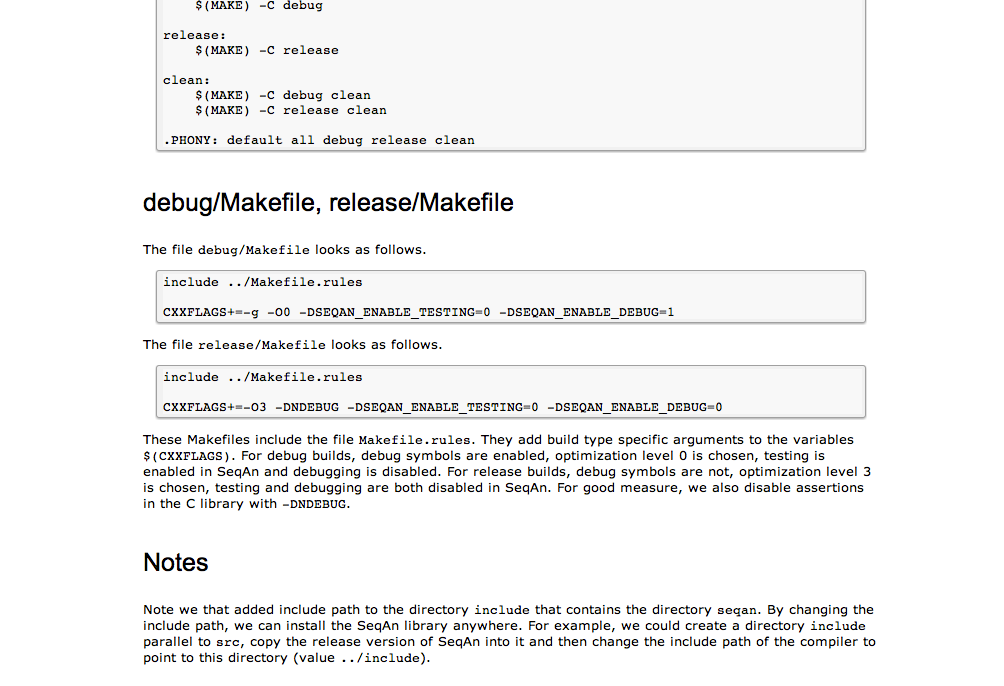 $(MAKE) -C debug
release:
$(MAKE) -C release
clean:
$(MAKE) -C debug clean
$(MAKE) -C release clean
.PHONY: default all debug release clean
debug/Makefile, release/Makefile
The file debug/Makefile looks as follows.
include ../Makefile.rules
CXXFLAGS+=-g -O0 -DSEQAN_ENABLE_TESTING=0 -DSEQAN_ENABLE_DEBUG=1
The file release/Makefile looks as follows.
include ../Makefile.rules
CXXFLAGS+=-O3 -DNDEBUG -DSEQAN_ENABLE_TESTING=0 -DSEQAN_ENABLE_DEBUG=0
These Makefiles include the file Makefile.rules. They add build type specific arguments to the variables
$(CXXFLAGS). For debug builds, debug symbols are enabled, optimization level 0 is chosen, testing is
enabled in SeqAn and debugging is disabled. For release builds, debug symbols are not, optimization level 3
is chosen, testing and debugging are both disabled in SeqAn. For good measure, we also disable assertions
in the C library with -DNDEBUG.
Notes
Note we that added include path to the directory include that contains the directory seqan. By changing the
include path, we can install the SeqAn library anywhere. For example, we could create a directory include
parallel to src, copy the release version of SeqAn into it and then change the include path of the compiler to
point to this directory (value ../include).